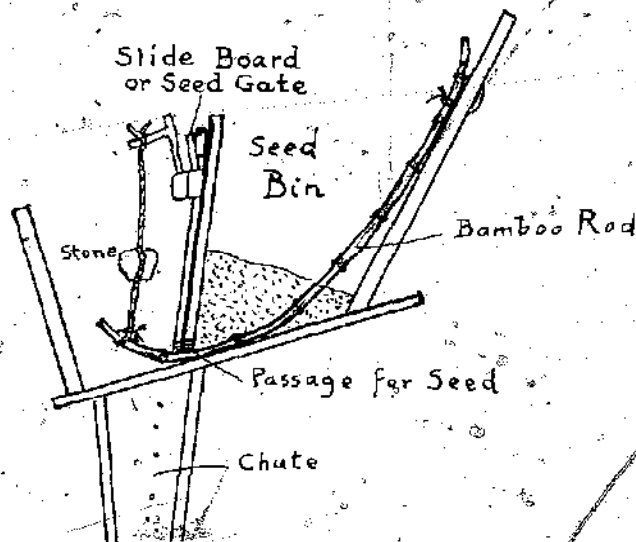 Slide Board
or Seed Gate
Seed
Bin
Stone
Bamboo Rod
Passage for Seed
Chute